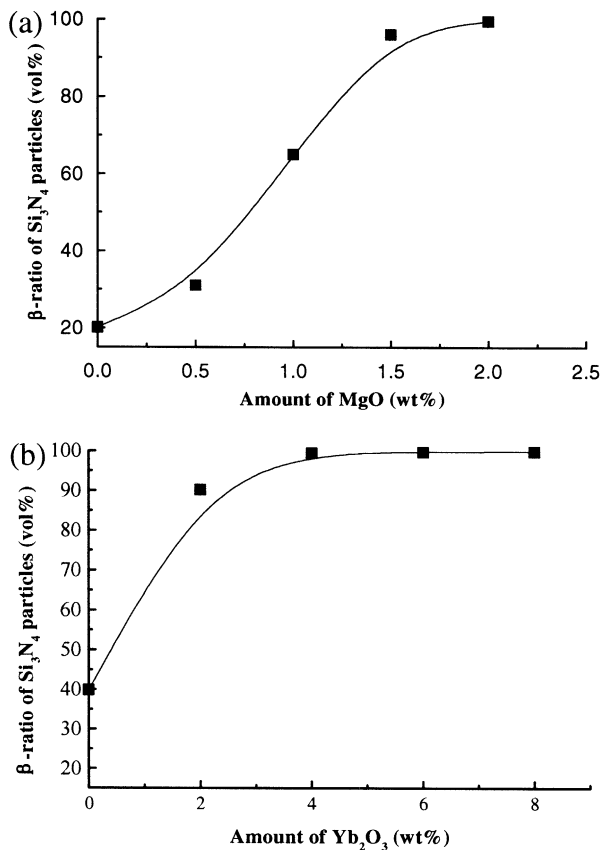 (a)
100
80
60
40
20
β-ratio of Si₃N₄ particles (vol%)
0.0 0.5 1.0 1.5 2.0 2.5
Amount of MgO (wt%)
(b)
100
90
80
70
60
50
40
30
20
β-ratio of Si₃N₄ particles (vol%)
0 2 4 6 8
Amount of Yb₂O₃ (wt%)